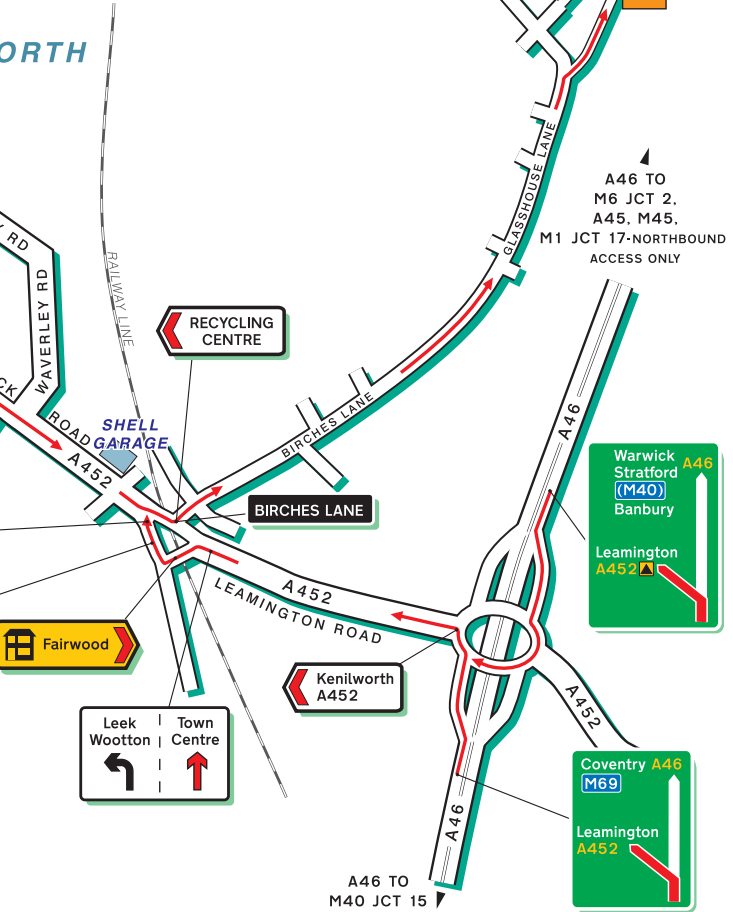 ORTH
A46 TO
M6 JCT 2,
A45, M45,
M1 JCT 17-NORTHBOUND
ACCESS ONLY
GLASSHOUSE LANE
Y RD
WAVERLEY RD
RAILWAY LINE
RECYCLING
CENTRE
CK
ROAD
SHELL
GARAGE
A452
BIRCHES LANE
BIRCHES LANE
A46
Warwick
Stratford
(M40)
Banbury
A46
Leamington
A452
A452
LEAMINGTON ROAD
Fairwood
Kenilworth
A452
A452
Leek
Wootton
Town
Centre
Coventry A46
M69
Leamington
A452
A46
A46 TO
M40 JCT 15